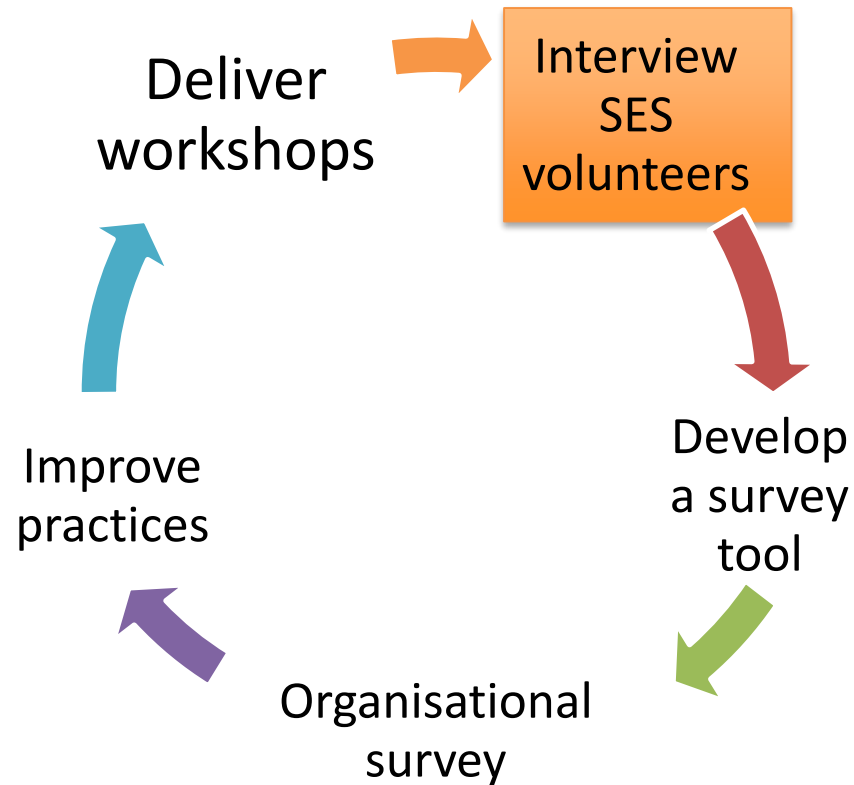 Deliver
workshops
Interview
SES
volunteers
Develop
a survey
tool
Organisational
survey
Improve
practices